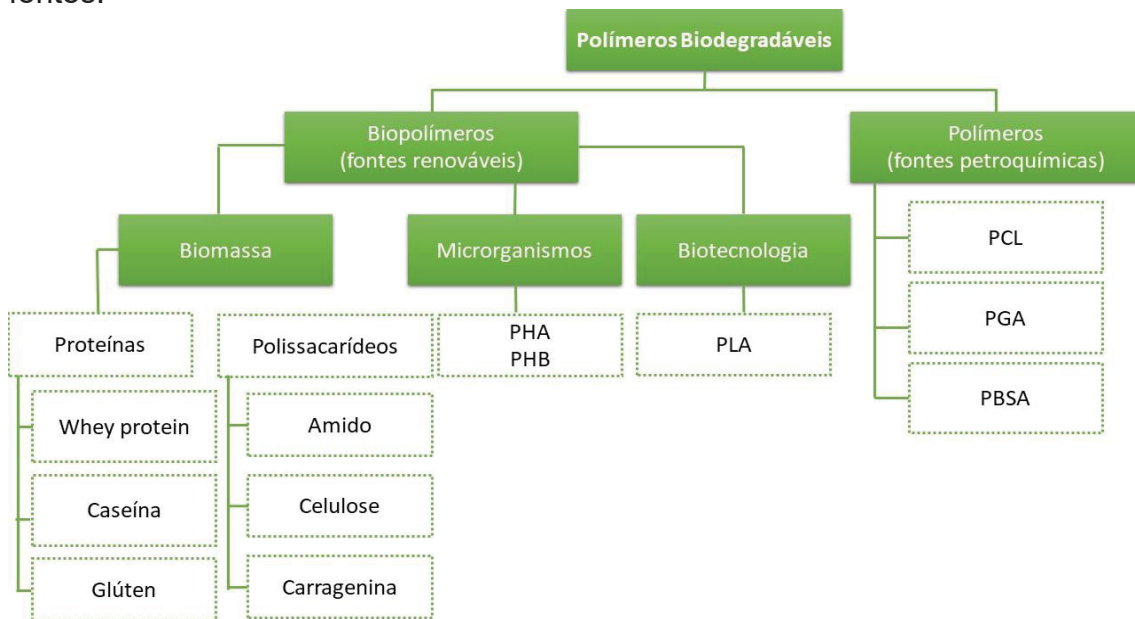 fontes.
Polímeros Biodegradáveis
Biopolímeros
(fontes renováveis)
Polímeros
(fontes petroquímicas)
Biomassa
Microrganismos
Biotecnologia
PCL
PGA
PBSA
Proteínas
Polissacarídeos
PHA
PHB
PLA
Whey protein
Amido
Caseína
Celulose
Glúten
Carragenina